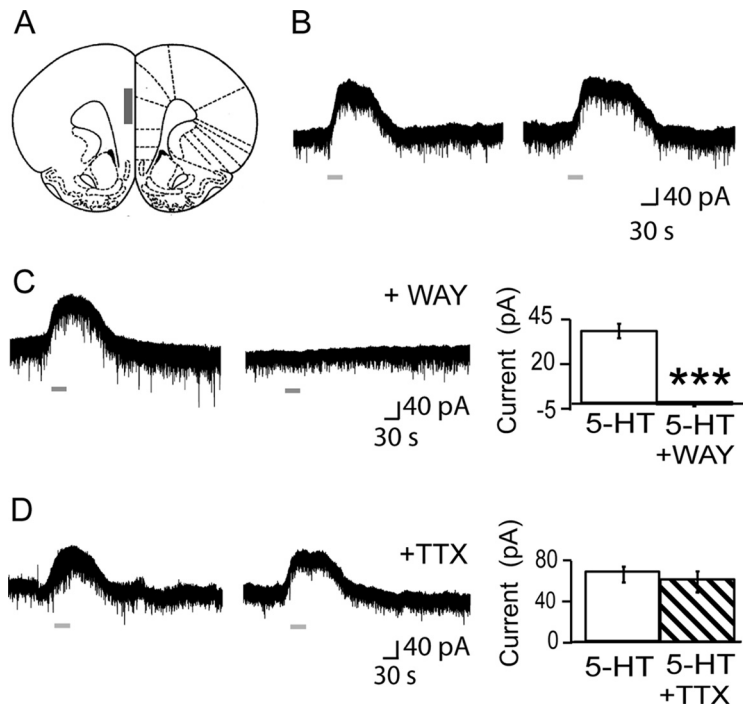 A
B
40 pA
30 s
C
+ WAY
40 pA
30 s
Current (pA)
45
20
-5
***
5-HT
5-HT
+WAY
D
+TTX
40 pA
30 s
Current (pA)
80
40
0
5-HT
5-HT
+TTX